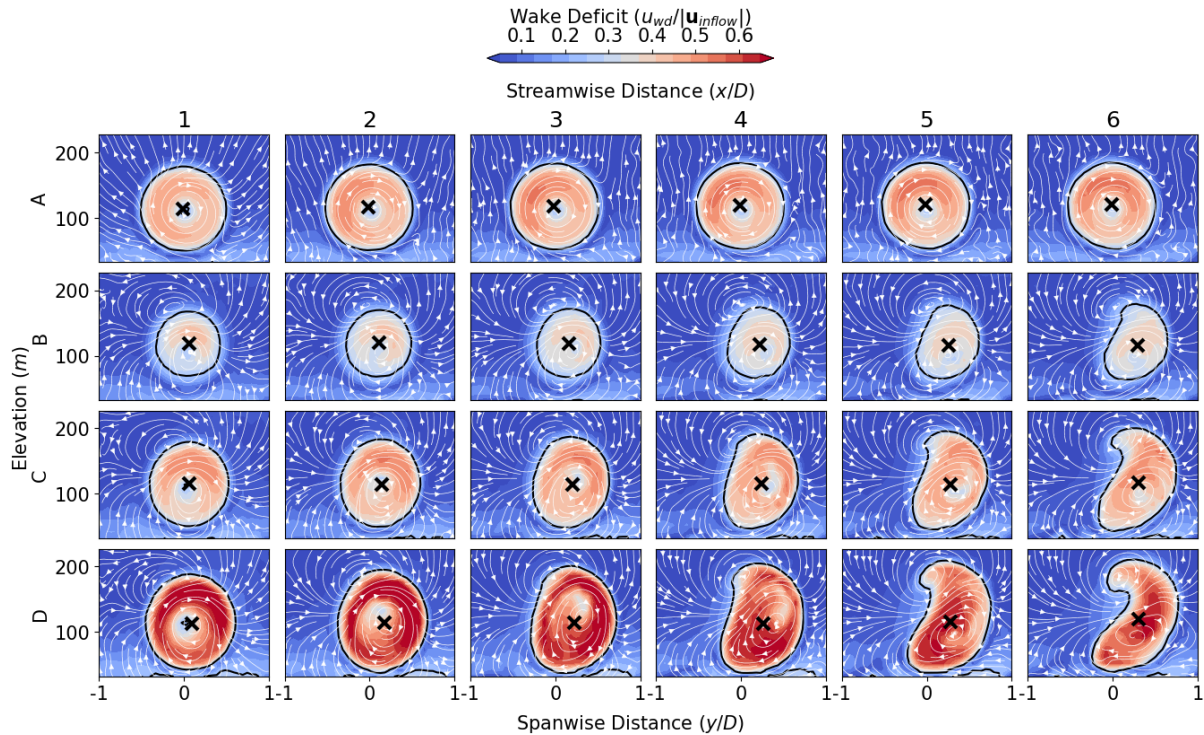 Wake Deficit (u_wd/|u_inflow|)
0.1 0.2 0.3 0.4 0.5 0.6
Streamwise Distance (x/D)
1 2 3 4 5 6
Elevation (m)
A
200
100
B
200
100
C
200
100
D
200
100
-1 0 1 -1 0 1 -1 0 1 -1 0 1 -1 0 1 -1 0 1
Spanwise Distance (y/D)